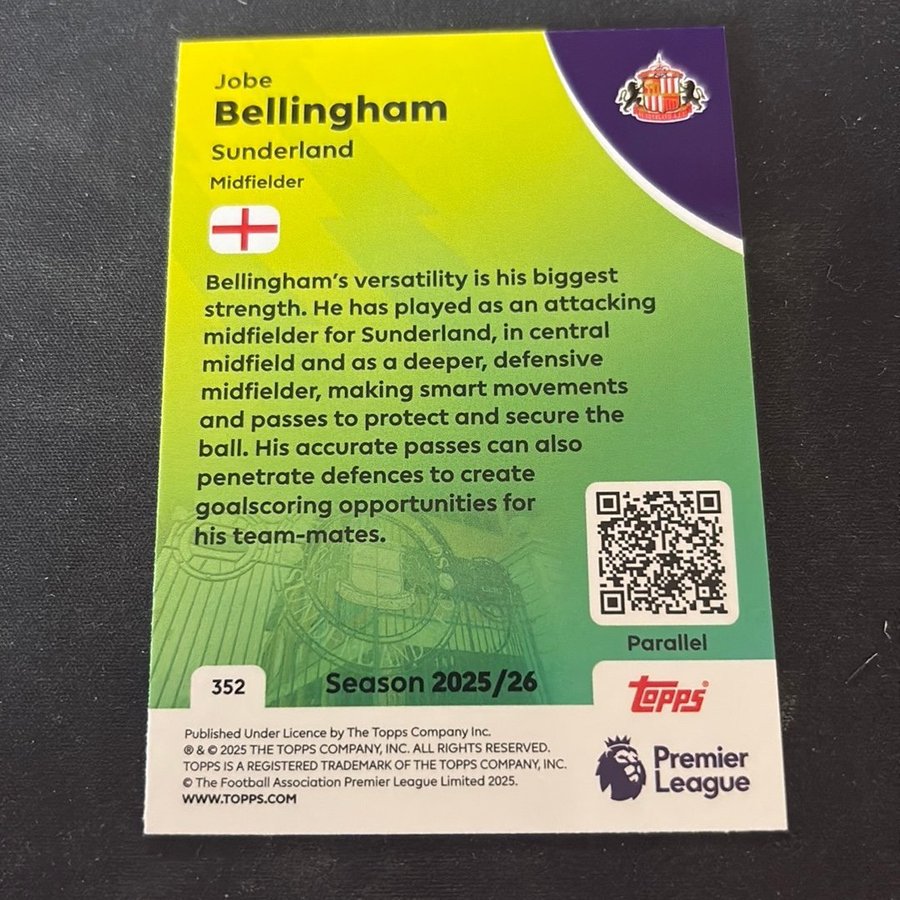 Jobe
Bellingham
Sunderland
Midfielder
Bellingham's versatility is his biggest
strength. He has played as an attacking
midfielder for Sunderland, in central
midfield and as a deeper, defensive
midfielder, making smart movements
and passes to protect and secure the
ball. His accurate passes can also
penetrate defences to create
goalscoring opportunities for
his team-mates.
Parallel
352
Season 2025/26
Topps®
Published Under Licence by The Topps Company Inc.
® & © 2025 THE TOPPS COMPANY, INC. ALL RIGHTS RESERVED.
TOPPS IS A REGISTERED TRADEMARK OF THE TOPPS COMPANY, INC.
© The Football Association Premier League Limited 2025.
WWW.TOPPS.COM
Premier
League